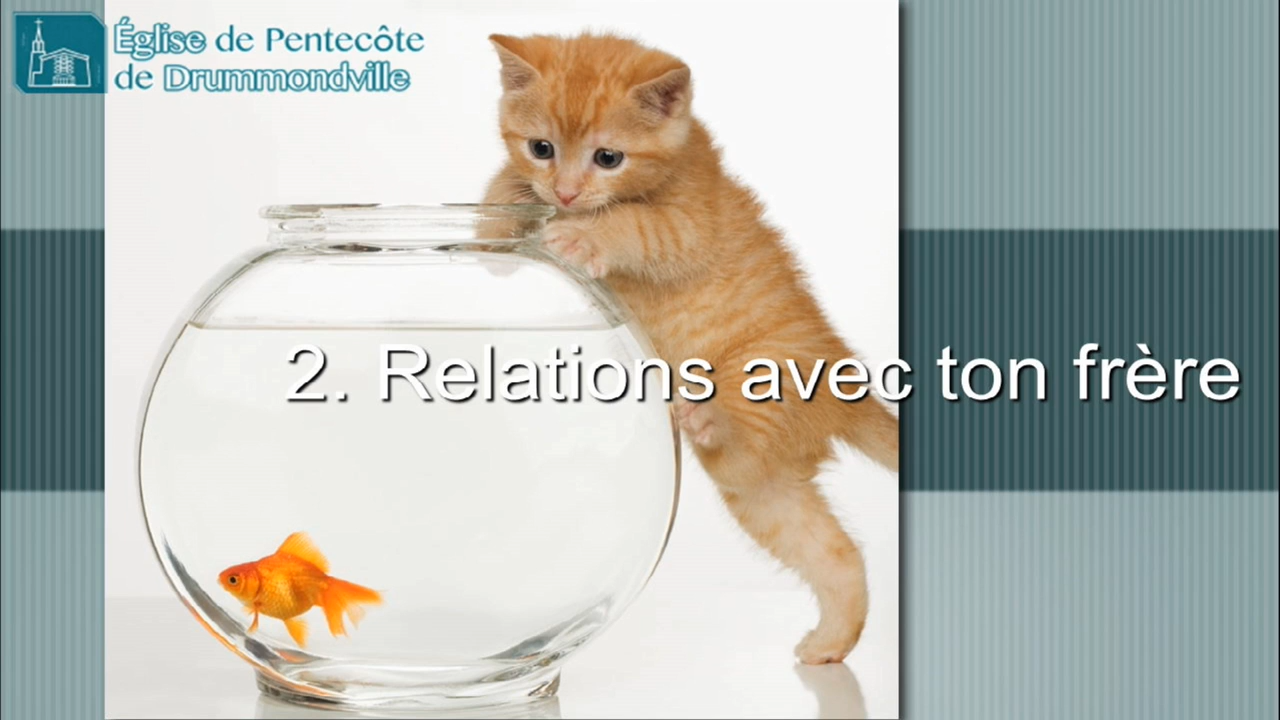 Église de Pentecôte
de Drummondville
2. Relations avec ton frère